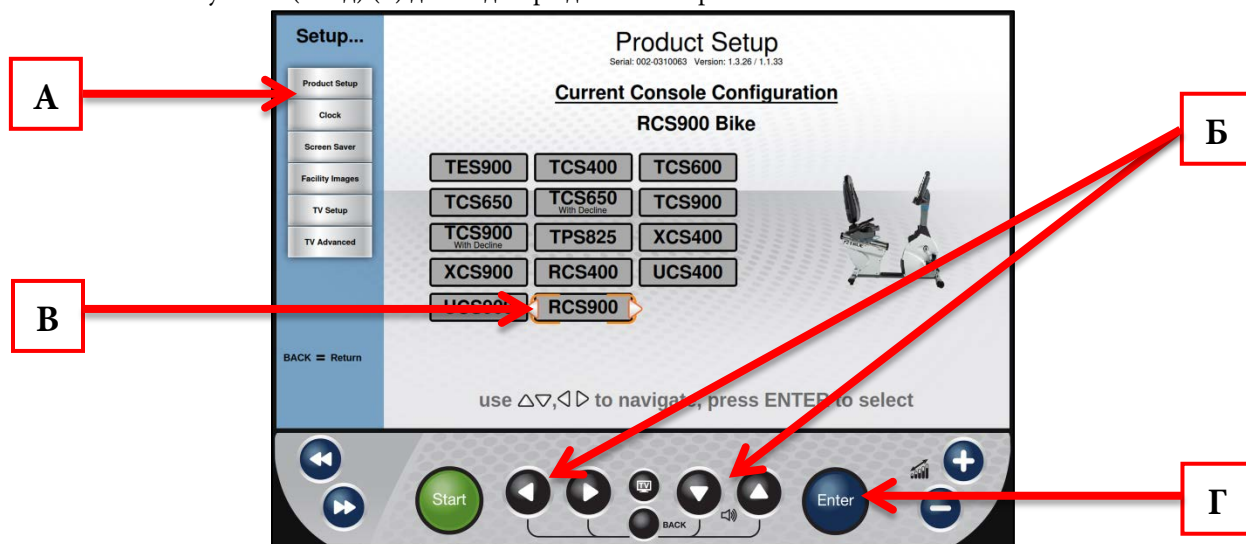 Setup...
Product Setup
Serial: 002-0310063 Version: 1.3.26 / 1.1.33
А
Product Setup
Clock
Screen Saver
Facility Images
TV Setup
TV Advanced
Current Console Configuration
RCS900 Bike
Б
TES900 TCS400 TCS600
TCS650 TCS650 With Decline TCS900
TCS900 With Decline TPS825 XCS400
XCS900 RCS400 UCS400
RCS900
В
BACK = Return
use △▽,◁ ▷ to navigate, press ENTER to select
Start
TV
BACK
Enter
Г